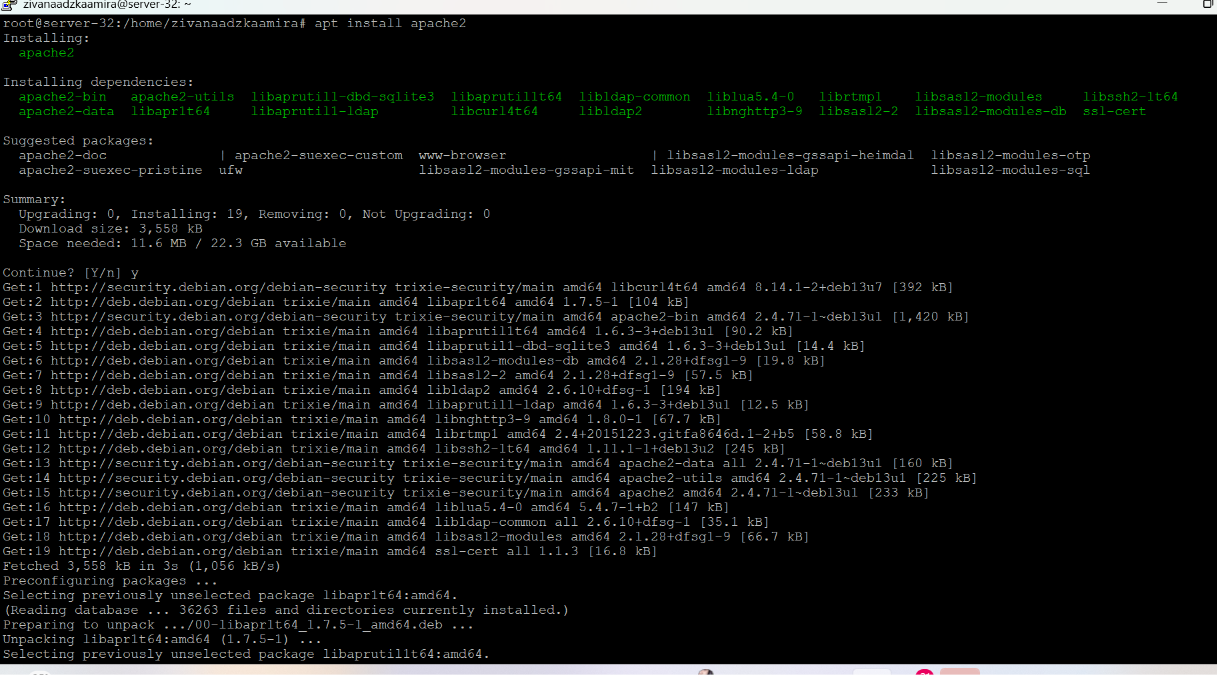 zivanaadzkaamira@server-32: ~
root@server-32:/home/zivanaadzkaamira# apt install apache2
Installing:
  apache2

Installing dependencies:
  apache2-bin   apache2-utils  libaprutil1-dbd-sqlite3  libaprutil1t64  libldap-common  liblua5.4-0   librtmp1    libsasl2-modules     libssh2-1t64
  apache2-data  libapr1t64     libaprutil1-ldap         libcurl4t64     libldap2        libnghttp3-9  libsasl2-2  libsasl2-modules-db  ssl-cert

Suggested packages:
  apache2-doc              | apache2-suexec-custom  www-browser                  | libsasl2-modules-gssapi-heimdal  libsasl2-modules-otp
  apache2-suexec-pristine  ufw                      libsasl2-modules-gssapi-mit  libsasl2-modules-ldap              libsasl2-modules-sql

Summary:
  Upgrading: 0, Installing: 19, Removing: 0, Not Upgrading: 0
  Download size: 3,558 kB
  Space needed: 11.6 MB / 22.3 GB available

Continue? [Y/n] y
Get:1 http://security.debian.org/debian-security trixie-security/main amd64 libcurl4t64 amd64 8.14.1-2+deb13u7 [392 kB]
Get:2 http://deb.debian.org/debian trixie/main amd64 libapr1t64 amd64 1.7.5-1 [104 kB]
Get:3 http://security.debian.org/debian-security trixie-security/main amd64 apache2-bin amd64 2.4.71-1~deb13u1 [1,420 kB]
Get:4 http://deb.debian.org/debian trixie/main amd64 libaprutil1t64 amd64 1.6.3-3+deb13u1 [90.2 kB]
Get:5 http://deb.debian.org/debian trixie/main amd64 libaprutil1-dbd-sqlite3 amd64 1.6.3-3+deb13u1 [14.4 kB]
Get:6 http://deb.debian.org/debian trixie/main amd64 libsasl2-modules-db amd64 2.1.28+dfsg1-9 [19.8 kB]
Get:7 http://deb.debian.org/debian trixie/main amd64 libsasl2-2 amd64 2.1.28+dfsg1-9 [57.5 kB]
Get:8 http://deb.debian.org/debian trixie/main amd64 libldap2 amd64 2.6.10+dfsg-1 [194 kB]
Get:9 http://deb.debian.org/debian trixie/main amd64 libaprutil1-ldap amd64 1.6.3-3+deb13u1 [12.5 kB]
Get:10 http://deb.debian.org/debian trixie/main amd64 libnghttp3-9 amd64 1.8.0-1 [67.7 kB]
Get:11 http://deb.debian.org/debian trixie/main amd64 librtmp1 amd64 2.4+20151223.gitfa8646d.1-2+b5 [58.8 kB]
Get:12 http://deb.debian.org/debian trixie/main amd64 libssh2-1t64 amd64 1.11.1-1+deb13u2 [245 kB]
Get:13 http://security.debian.org/debian-security trixie-security/main amd64 apache2-data all 2.4.71-1~deb13u1 [160 kB]
Get:14 http://security.debian.org/debian-security trixie-security/main amd64 apache2-utils amd64 2.4.71-1~deb13u1 [225 kB]
Get:15 http://security.debian.org/debian-security trixie-security/main amd64 apache2 amd64 2.4.71-1~deb13u1 [233 kB]
Get:16 http://deb.debian.org/debian trixie/main amd64 liblua5.4-0 amd64 5.4.7-1+b2 [147 kB]
Get:17 http://deb.debian.org/debian trixie/main amd64 libldap-common all 2.6.10+dfsg-1 [35.1 kB]
Get:18 http://deb.debian.org/debian trixie/main amd64 libsasl2-modules amd64 2.1.28+dfsg1-9 [66.7 kB]
Get:19 http://deb.debian.org/debian trixie/main amd64 ssl-cert all 1.1.3 [16.8 kB]
Fetched 3,558 kB in 3s (1,056 kB/s)
Preconfiguring packages ...
Selecting previously unselected package libapr1t64:amd64.
(Reading database ... 36263 files and directories currently installed.)
Preparing to unpack .../00-libapr1t64_1.7.5-1_amd64.deb ...
Unpacking libapr1t64:amd64 (1.7.5-1) ...
Selecting previously unselected package libaprutil1t64:amd64.